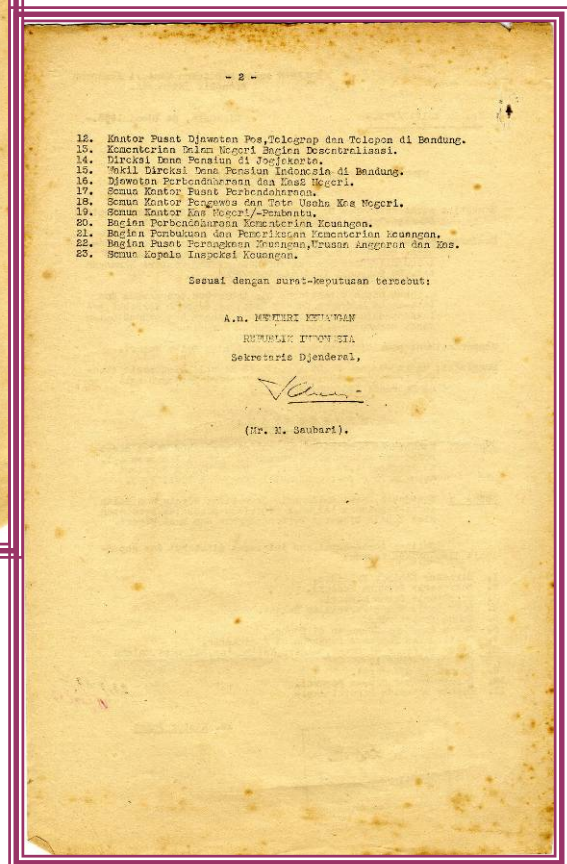 - 2 -
12. Kantor Pusat Djawatan Pos,Telegrap dan Telepon di Bandung.
13. Kementerian Dalam Negeri Bagian Desentralisasi.
14. Direksi Dana Pensiun di Jogjakarta.
15. Wakil Direksi Dana Pensiun Indonesia di Bandung.
16. Djawatan Perbendaharaan dan Kas2 Negeri.
17. Semua Kantor Pusat Perbendaharaan.
18. Semua Kantor Pengawas dan Tata Usaha Kas Negeri.
19. Semua Kantor Kas Negeri/-Pembantu.
20. Bagian Perbendaharaan Kementerian Keuangan.
21. Bagian Pembukuan dan Pemeriksaan Kementerian Keuangan.
22. Bagian Pusat Perangkaan Keuangan,Urusan Anggaran dan Kas.
23. Semua Kepala Inspeksi Keuangan.
Sesuai dengan surat-keputusan tersebut:
A.n. MENTERI KEUANGAN
REPUBLIK INDONESIA
Sekretaris Djenderal,
(Mr. M. Saubari).